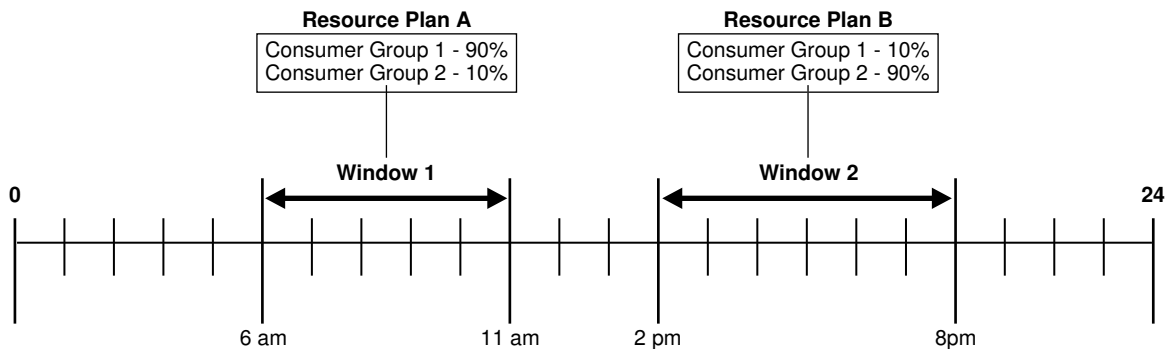 Resource Plan A
Consumer Group 1 - 90%
Consumer Group 2 - 10%
Resource Plan B
Consumer Group 1 - 10%
Consumer Group 2 - 90%
Window 1
Window 2
0
24
6 am
11 am
2 pm
8pm